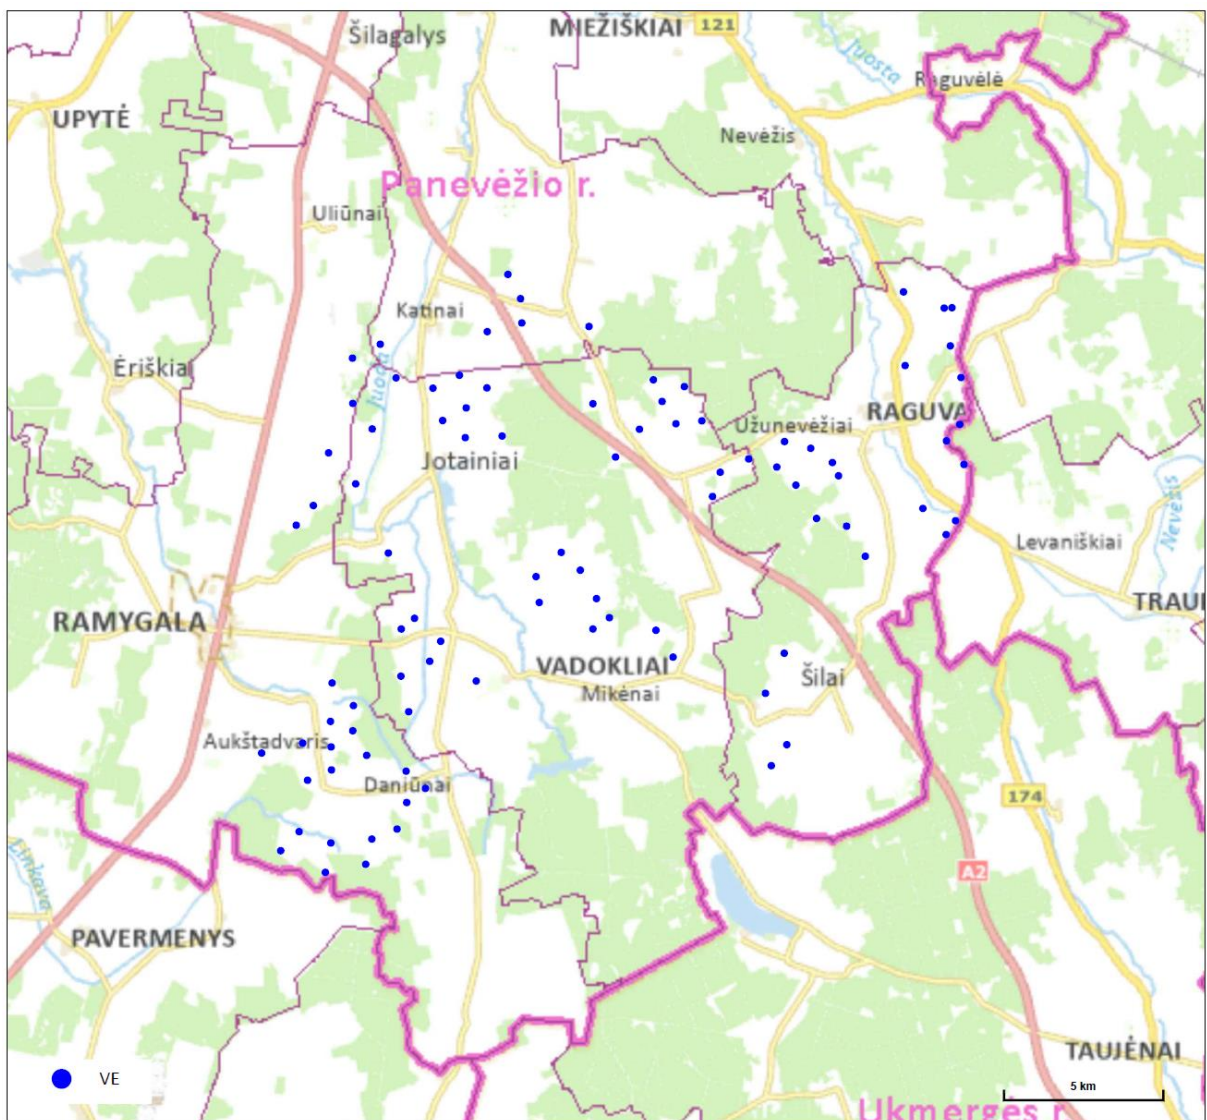 MIEŽIŠKIAI
121
Šilagalys
Juosta
Raguvėlė
UPYTĖ
Nevėžis
Panevėžio r.
Uliūnai
Katinai
Ėriškiai
Juoda
RAGUVA
Užunevėžiai
Jotainiai
Nevėžis
Levaniškiai
TRAU
RAMYGALA
VADOKLIAI
Šilai
Mikėnai
Aukštadvaris
Daniūnai
174
Linkava
A2
PAVERMENYS
TAUJĖNAI
VE
5 km
Ukmergės r.